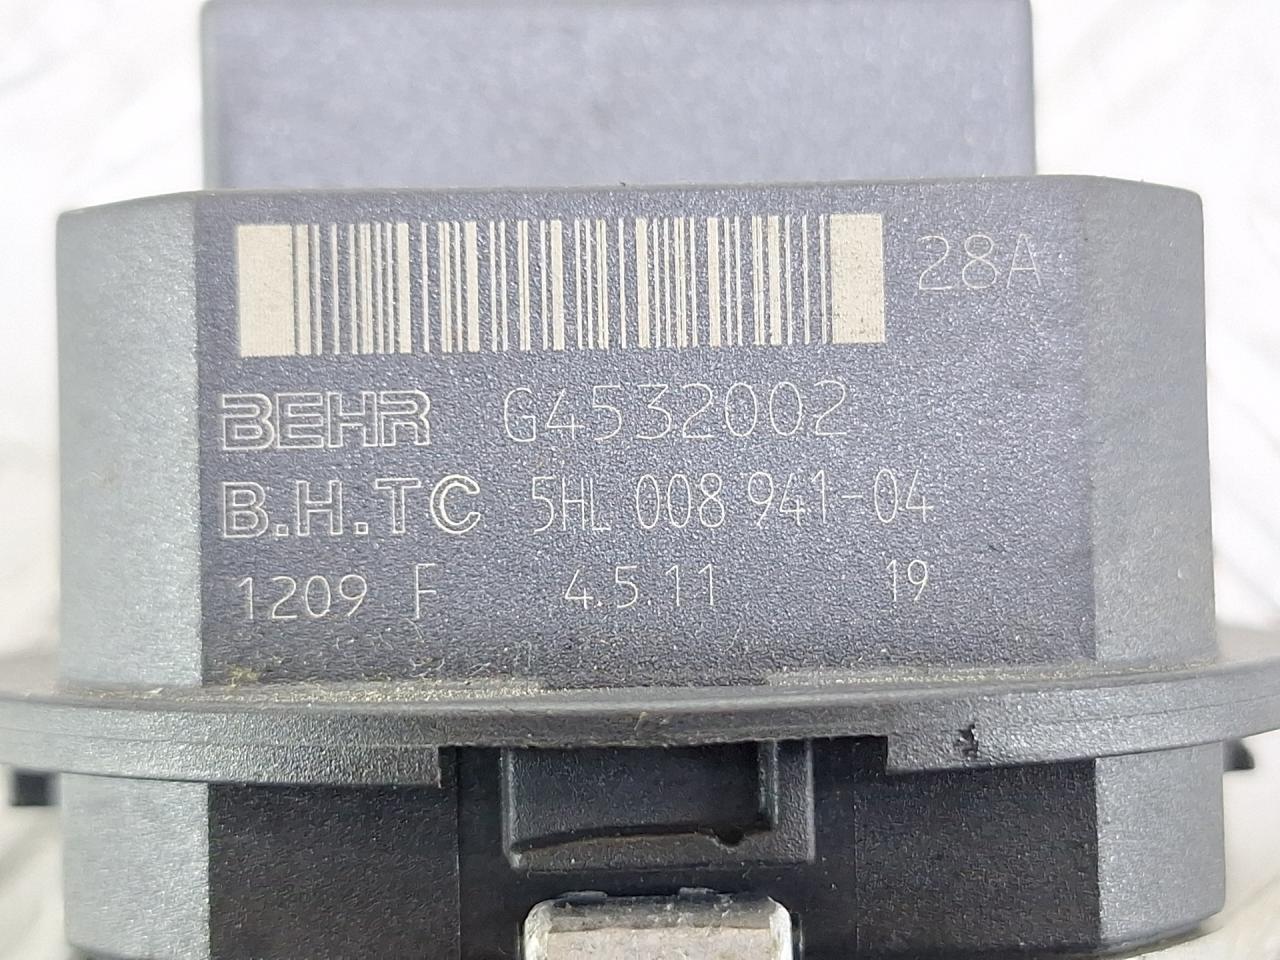 28A
BEHR G4532002
B.H.TC 5HL 008 941-04
1209 F 4.5.11 19